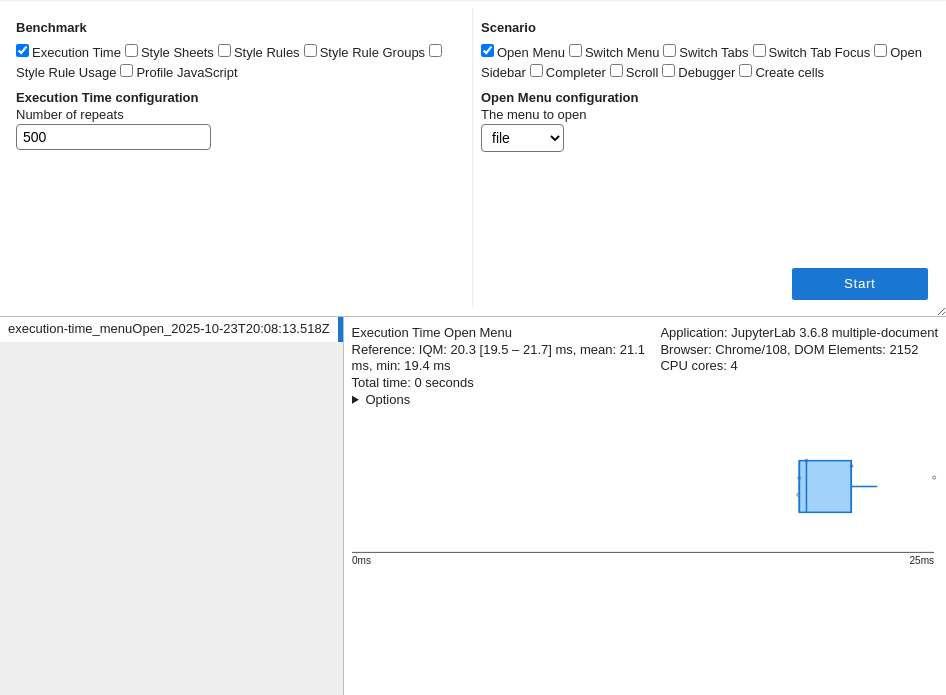 Benchmark
Execution Time Style Sheets Style Rules Style Rule Groups
Style Rule Usage Profile JavaScript
Execution Time configuration
Number of repeats
500
Scenario
Open Menu Switch Menu Switch Tabs Switch Tab Focus Open
Sidebar Completer Scroll Debugger Create cells
Open Menu configuration
The menu to open
file
Start
execution-time_menuOpen_2025-10-23T20:08:13.518Z
Execution Time Open Menu
Reference: IQM: 20.3 [19.5 – 21.7] ms, mean: 21.1
ms, min: 19.4 ms
Total time: 0 seconds
Options
Application: JupyterLab 3.6.8 multiple-document
Browser: Chrome/108, DOM Elements: 2152
CPU cores: 4
0ms
25ms